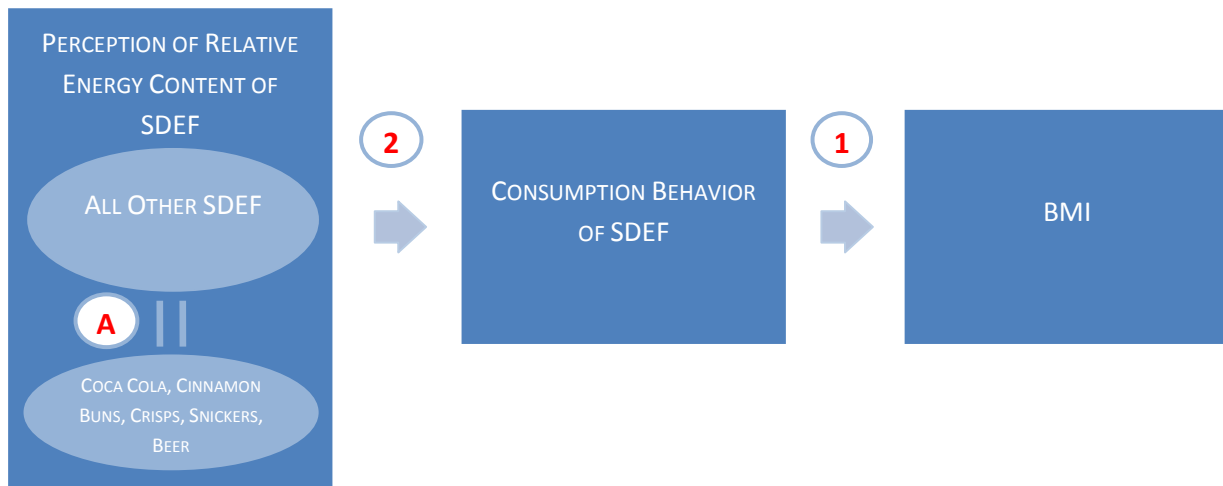 PERCEPTION OF RELATIVE
ENERGY CONTENT OF
SDEF
ALL OTHER SDEF
A
COCA COLA, CINNAMON
BUNS, CRISPS, SNICKERS,
BEER
2
CONSUMPTION BEHAVIOR
OF SDEF
1
BMI